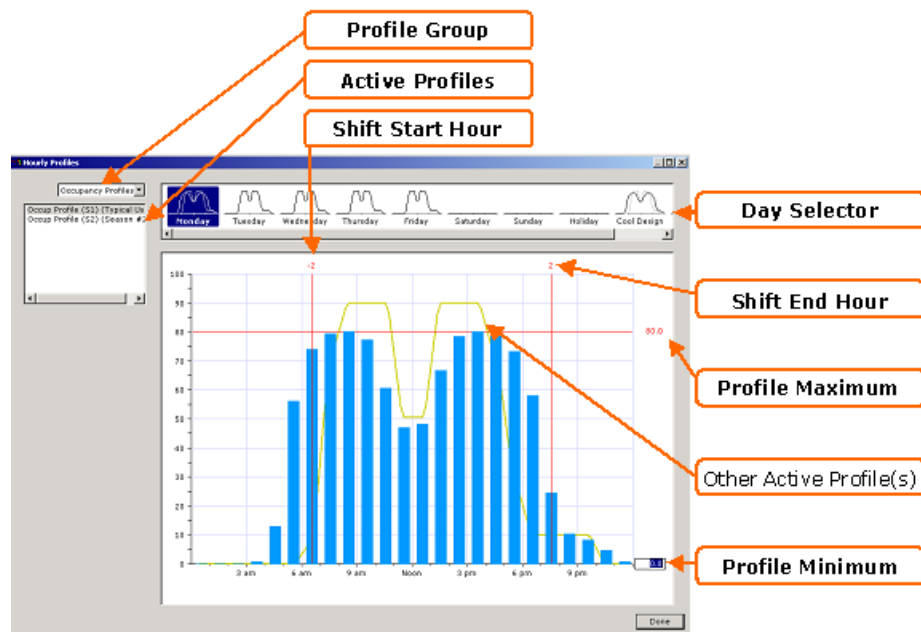 Profile Group
Active Profiles
Shift Start Hour
Hourly Profiles
Occupancy Profiles
Occup Profile (S1) (Typical Us
Occup Profile (S2) (Season #2
Monday Tuesday Wednesday Thursday Friday Saturday Sunday Holiday Cool Design
Day Selector
-2 2
Shift End Hour
100
90
80 80.0
70
Profile Maximum
60
50
40
30
Other Active Profile(s)
20
10
0 0.0
Profile Minimum
3 am 6 am 9 am Noon 3 pm 6 pm 9 pm
Done